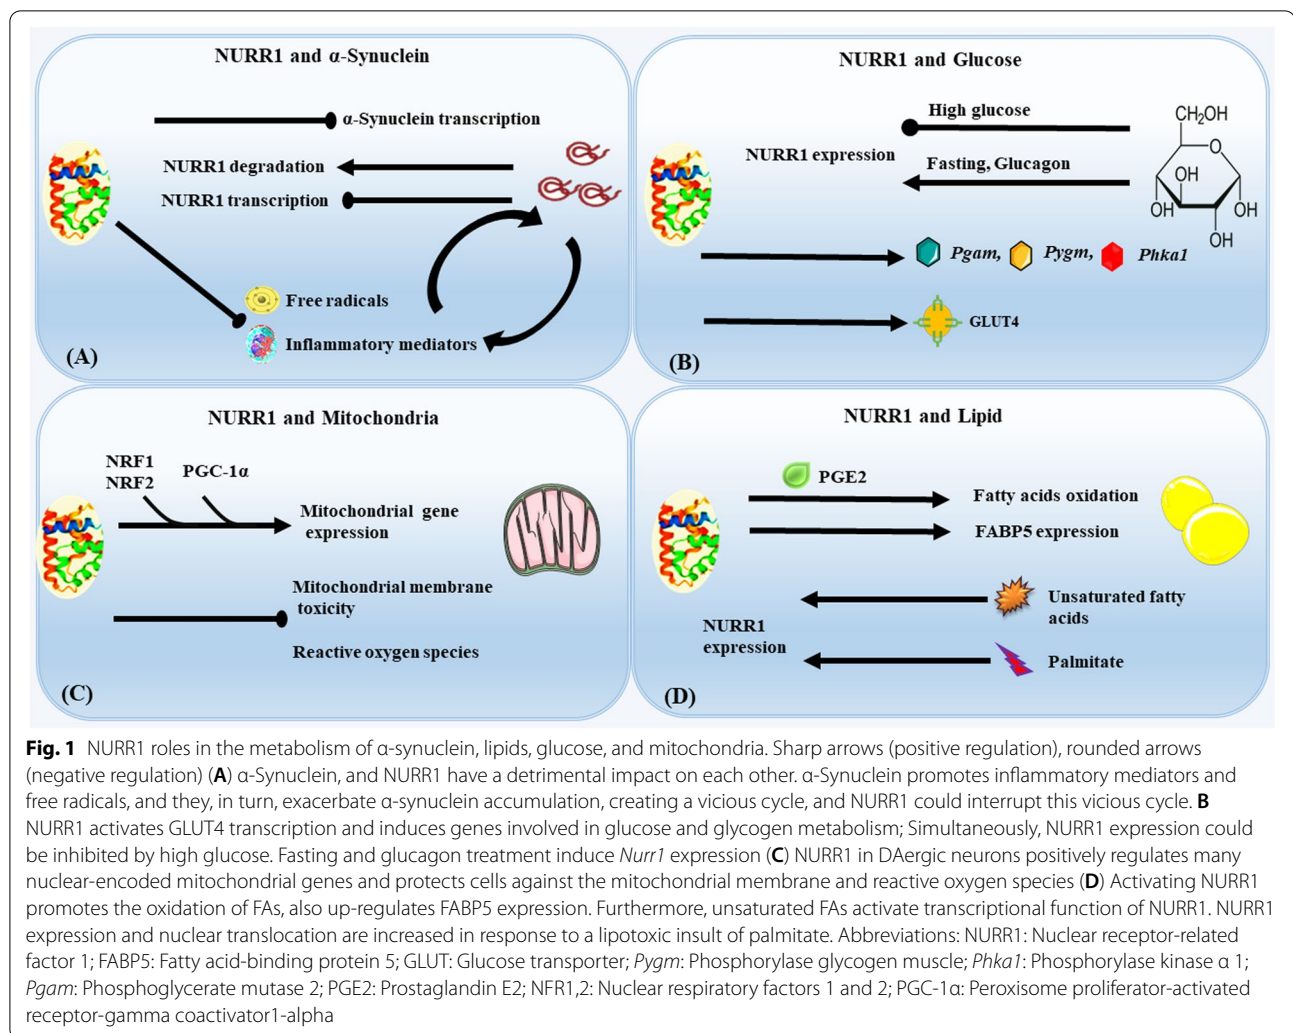 NURR1 and α-Synuclein
α-Synuclein transcription
NURR1 degradation
NURR1 transcription
Free radicals
Inflammatory mediators
(A)
NURR1 and Glucose
High glucose
NURR1 expression
Fasting, Glucagon
CH₂OH
O
OH
OH
OH
OH
OH
Pgam, Pygm, Phka1
GLUT4
(B)
NURR1 and Mitochondria
NRF1
NRF2
PGC-1α
Mitochondrial gene
expression
Mitochondrial membrane
toxicity
Reactive oxygen species
(C)
NURR1 and Lipid
PGE2
Fatty acids oxidation
FABP5 expression
Unsaturated fatty
acids
NURR1
expression
Palmitate
(D)
Fig. 1 NURR1 roles in the metabolism of α-synuclein, lipids, glucose, and mitochondria. Sharp arrows (positive regulation), rounded arrows
(negative regulation) (A) α-Synuclein, and NURR1 have a detrimental impact on each other. α-Synuclein promotes inflammatory mediators and
free radicals, and they, in turn, exacerbate α-synuclein accumulation, creating a vicious cycle, and NURR1 could interrupt this vicious cycle. B
NURR1 activates GLUT4 transcription and induces genes involved in glucose and glycogen metabolism; Simultaneously, NURR1 expression could
be inhibited by high glucose. Fasting and glucagon treatment induce Nurr1 expression (C) NURR1 in DAergic neurons positively regulates many
nuclear-encoded mitochondrial genes and protects cells against the mitochondrial membrane and reactive oxygen species (D) Activating NURR1
promotes the oxidation of FAs, also up-regulates FABP5 expression. Furthermore, unsaturated FAs activate transcriptional function of NURR1. NURR1
expression and nuclear translocation are increased in response to a lipotoxic insult of palmitate. Abbreviations: NURR1: Nuclear receptor-related
factor 1; FABP5: Fatty acid-binding protein 5; GLUT: Glucose transporter; Pygm: Phosphorylase glycogen muscle; Phka1: Phosphorylase kinase α 1;
Pgam: Phosphoglycerate mutase 2; PGE2: Prostaglandin E2; NFR1,2: Nuclear respiratory factors 1 and 2; PGC-1α: Peroxisome proliferator-activated
receptor-gamma coactivator1-alpha